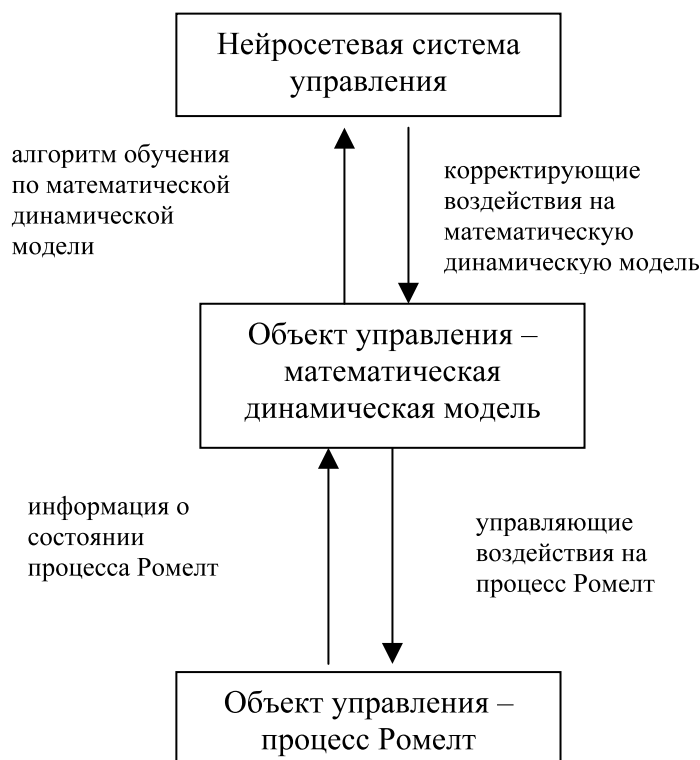 Нейросетевая система
управления
алгоритм обучения
по математической
динамической
модели
корректирующие
воздействия на
математическую
динамическую модель
Объект управления –
математическая
динамическая модель
информация о
состоянии
процесса Ромелт
управляющие
воздействия на
процесс Ромелт
Объект управления –
процесс Ромелт